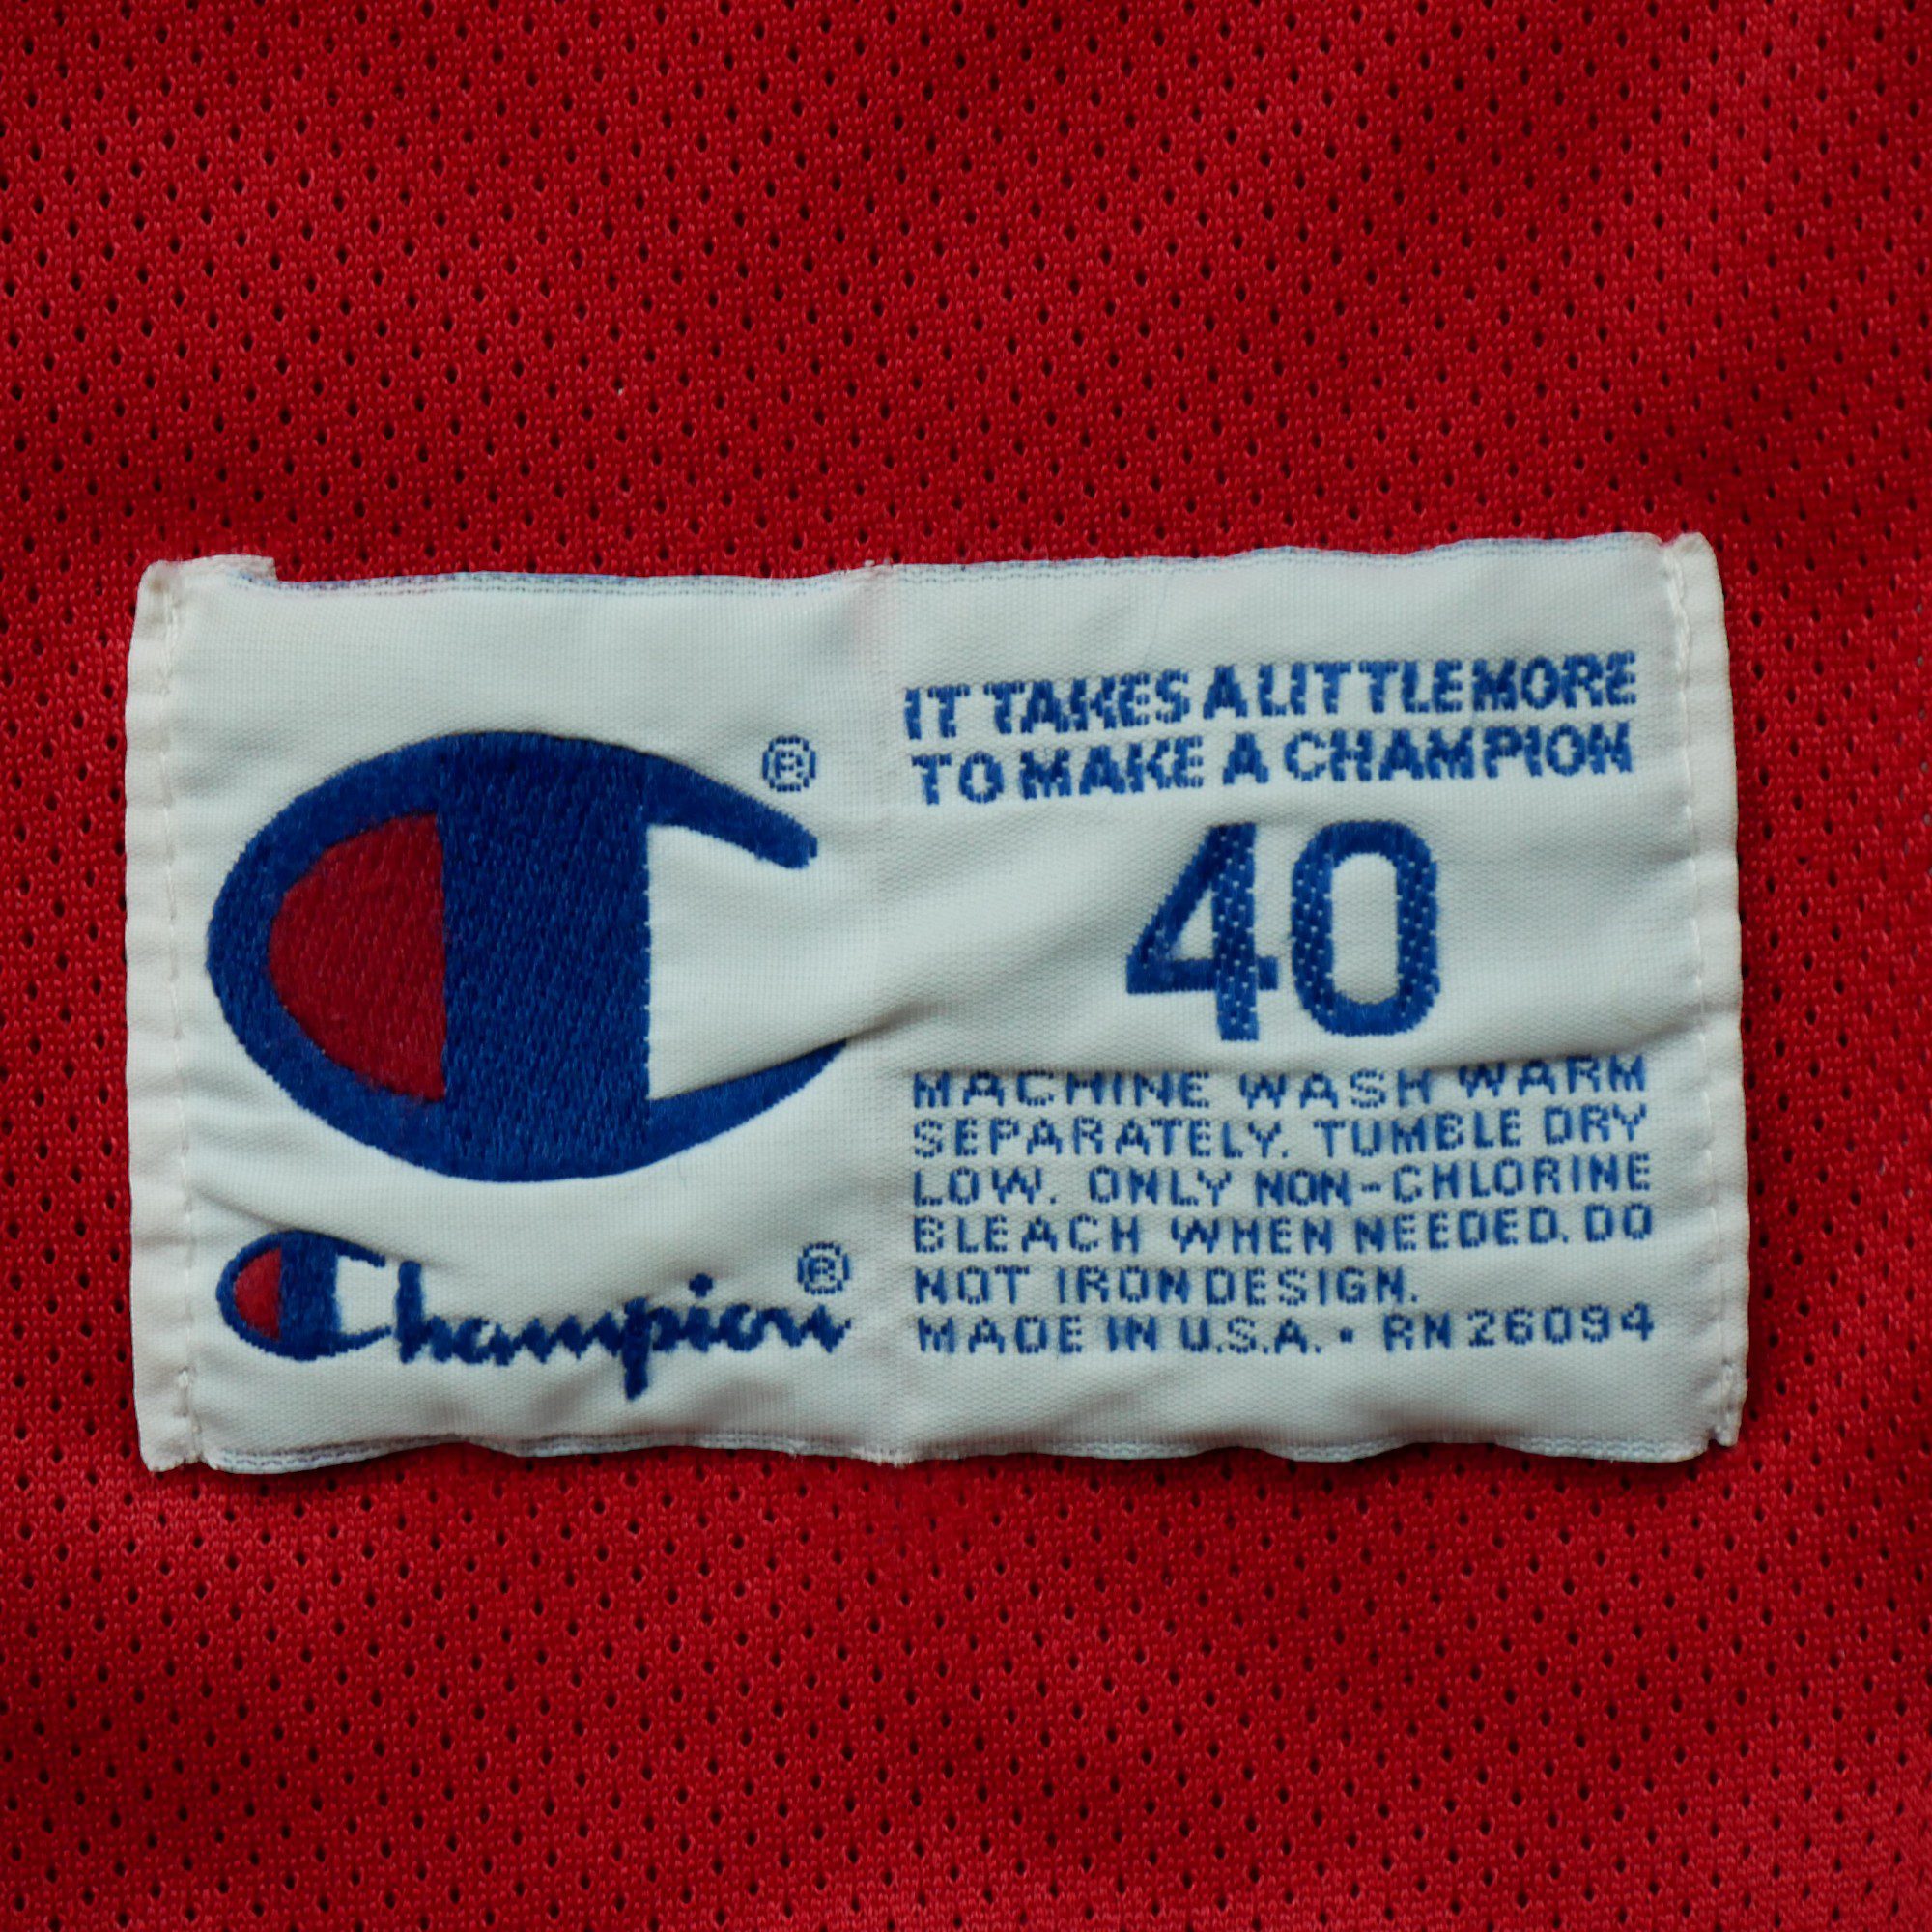 ®
Champion®
IT TAKES A LITTLE MORE
TO MAKE A CHAMPION
40
MACHINE WASH WARM
SEPARATELY. TUMBLE DRY
LOW. ONLY NON-CHLORINE
BLEACH WHEN NEEDED. DO
NOT IRON DESIGN.
MADE IN U.S.A. • RN 26094